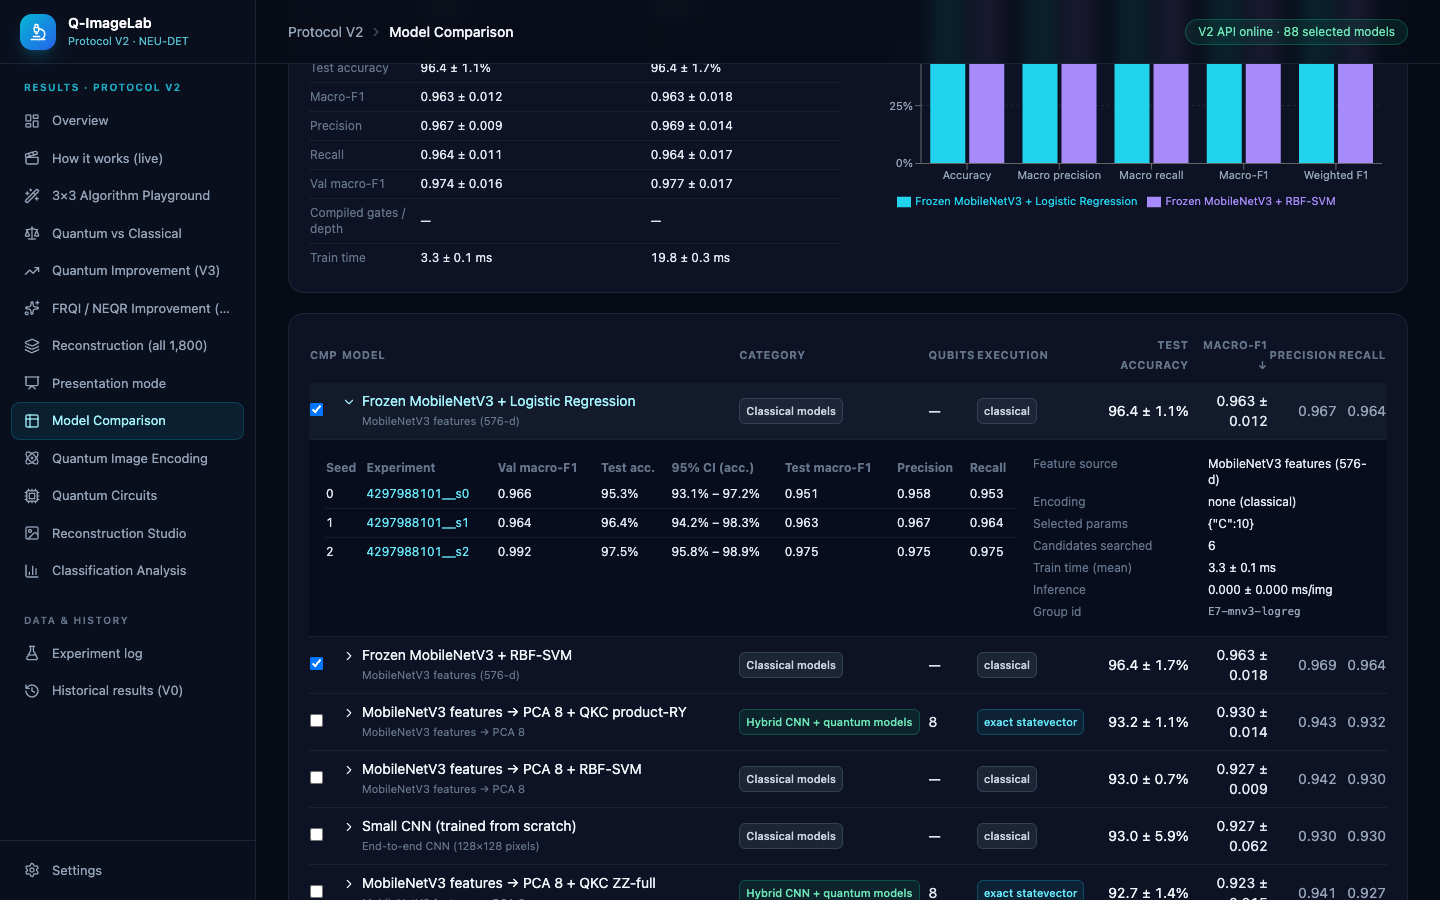 Q-ImageLab
Protocol V2 · NEU-DET
RESULTS · PROTOCOL V2
Overview
How it works (live)
3×3 Algorithm Playground
Quantum vs Classical
Quantum Improvement (V3)
FRQI / NEQR Improvement (...
Reconstruction (all 1,800)
Presentation mode
Model Comparison
Quantum Image Encoding
Quantum Circuits
Reconstruction Studio
Classification Analysis
DATA & HISTORY
Experiment log
Historical results (V0)
Settings
Protocol V2 > Model Comparison
V2 API online · 88 selected models
Test accuracy 96.4 ± 1.1% 96.4 ± 1.7%
Macro-F1 0.963 ± 0.012 0.963 ± 0.018
Precision 0.967 ± 0.009 0.969 ± 0.014
Recall 0.964 ± 0.011 0.964 ± 0.017
Val macro-F1 0.974 ± 0.016 0.977 ± 0.017
Compiled gates / depth — —
Train time 3.3 ± 0.1 ms 19.8 ± 0.3 ms
25%
0%
Accuracy Macro precision Macro recall Macro-F1 Weighted F1
Frozen MobileNetV3 + Logistic Regression Frozen MobileNetV3 + RBF-SVM
CMP MODEL CATEGORY QUBITS EXECUTION TEST ACCURACY MACRO-F1 ↓ PRECISION RECALL
Frozen MobileNetV3 + Logistic Regression Classical models — classical 96.4 ± 1.1% 0.963 ± 0.012 0.967 0.964
MobileNetV3 features (576-d)
Seed Experiment Val macro-F1 Test acc. 95% CI (acc.) Test macro-F1 Precision Recall
0 4297988101__s0 0.966 95.3% 93.1% – 97.2% 0.951 0.958 0.953
1 4297988101__s1 0.964 96.4% 94.2% – 98.3% 0.963 0.967 0.964
2 4297988101__s2 0.992 97.5% 95.8% – 98.9% 0.975 0.975 0.975
Feature source MobileNetV3 features (576-d)
Encoding none (classical)
Selected params {"C":10}
Candidates searched 6
Train time (mean) 3.3 ± 0.1 ms
Inference 0.000 ± 0.000 ms/img
Group id E7-mnv3-logreg
Frozen MobileNetV3 + RBF-SVM Classical models — classical 96.4 ± 1.7% 0.963 ± 0.018 0.969 0.964
MobileNetV3 features (576-d)
MobileNetV3 features → PCA 8 + QKC product-RY Hybrid CNN + quantum models 8 exact statevector 93.2 ± 1.1% 0.930 ± 0.014 0.943 0.932
MobileNetV3 features → PCA 8
MobileNetV3 features → PCA 8 + RBF-SVM Classical models — classical 93.0 ± 0.7% 0.927 ± 0.009 0.942 0.930
MobileNetV3 features → PCA 8
Small CNN (trained from scratch) Classical models — classical 93.0 ± 5.9% 0.927 ± 0.062 0.930 0.930
End-to-end CNN (128×128 pixels)
MobileNetV3 features → PCA 8 + QKC ZZ-full Hybrid CNN + quantum models 8 exact statevector 92.7 ± 1.4% 0.923 ± 0.941 0.927